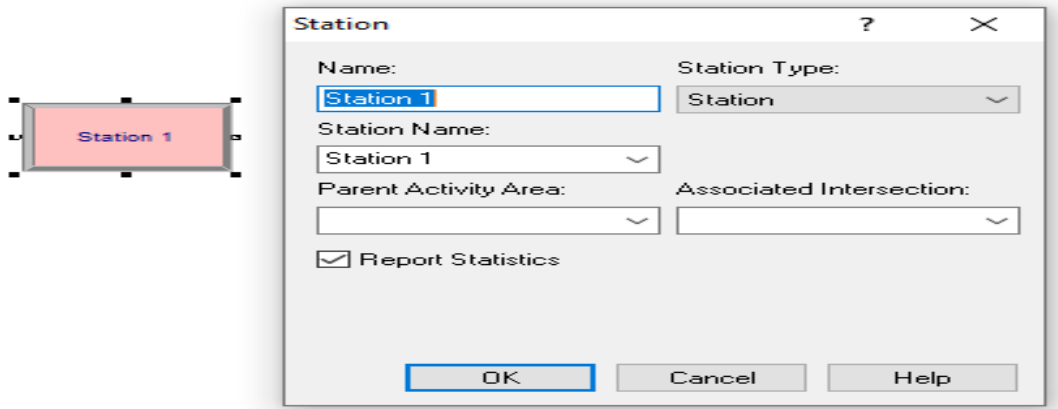 Station
?
Name:
Station Type:
Station 1
Station
Station 1
Station Name:
Station 1
Parent Activity Area:
Associated Intersection:
Report Statistics
OK
Cancel
Help